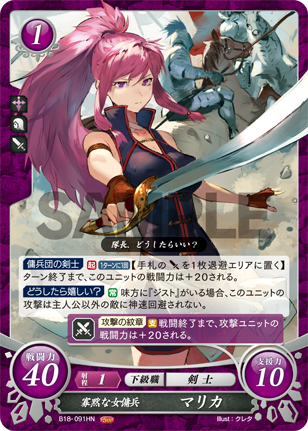 1
SAMPLE
隊長、どうしたらいい?
傭兵団の剣士 起 1ターンに1回【手札の を1枚退避エリアに置く】
ターン終了まで、このユニットの戦闘力は+20される。
どうしたら嬉しい? 常 味方に『ジスト』がいる場合、このユニットの
攻撃は主人公以外の敵に神速回避されない。
攻撃の紋章 支 戦闘終了まで、攻撃ユニットの
戦闘力は+20される。
戦闘力 40
射程 1 下級職 剣士
支援力 10
寡黙な女傭兵 マリカ
B18-091HN Illust:クレタ